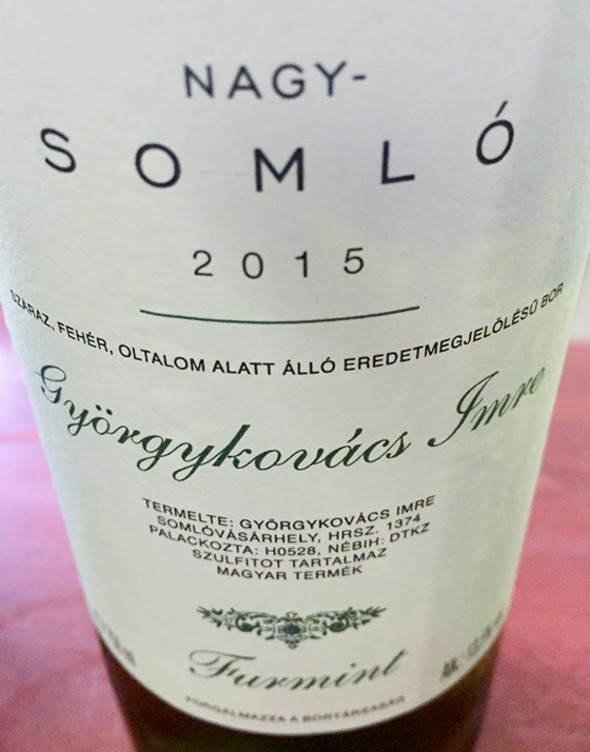 NAGY-
SOMLÓ
2015
SZÁRAZ, FEHÉR, OLTALOM ALATT ÁLLÓ EREDETMEGJELÖLÉSŰ BOR
Györgykovács Imre
TERMELTE: GYÖRGYKOVÁCS IMRE
SOMLÓVÁSÁRHELY, HRSZ. 1374
PALACKOZTA: H0528, NÉBIH: DTKZ
SZULFITOT TARTALMAZ
MAGYAR TERMÉK
Furmint
FORGALMAZZA A BORTÁRSASÁG